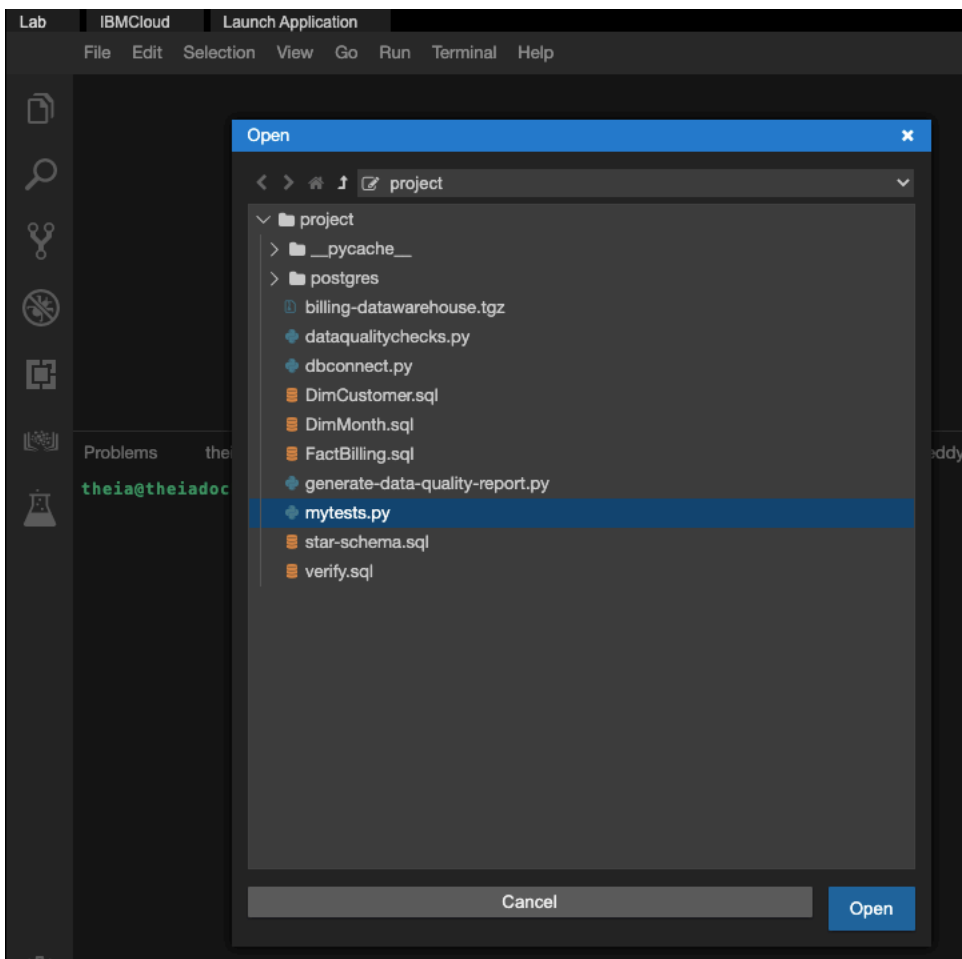 Lab IBMCloud Launch Application
File Edit Selection View Go Run Terminal Help
Open
project
project
__pycache__
postgres
billing-datawarehouse.tgz
dataqualitychecks.py
dbconnect.py
DimCustomer.sql
DimMonth.sql
FactBilling.sql
generate-data-quality-report.py
mytests.py
star-schema.sql
verify.sql
Problems thei eddy
theia@theiadoc
Cancel Open